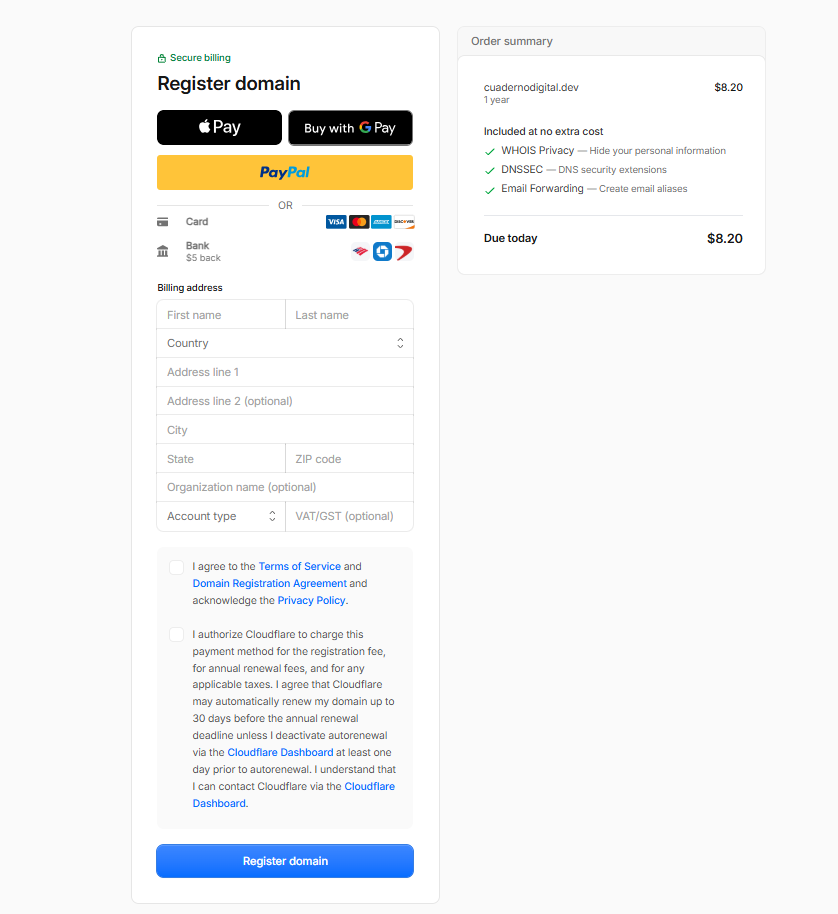 Secure billing
Register domain
Pay
Buy with G Pay
PayPal
OR
Card
VISA
DISCOVER
Bank
$5 back
Billing address
First name
Last name
Country
Address line 1
Address line 2 (optional)
City
State
ZIP code
Organization name (optional)
Account type
VAT/GST (optional)
I agree to the Terms of Service and
Domain Registration Agreement and
acknowledge the Privacy Policy.
I authorize Cloudflare to charge this
payment method for the registration fee,
for annual renewal fees, and for any
applicable taxes. I agree that Cloudflare
may automatically renew my domain up to
30 days before the annual renewal
deadline unless I deactivate autorenewal
via the Cloudflare Dashboard at least one
day prior to autorenewal. I understand that
I can contact Cloudflare via the Cloudflare
Dashboard.
Register domain
Order summary
cuadernodigital.dev
$8.20
1 year
Included at no extra cost
WHOIS Privacy — Hide your personal information
DNSSEC — DNS security extensions
Email Forwarding — Create email aliases
Due today
$8.20